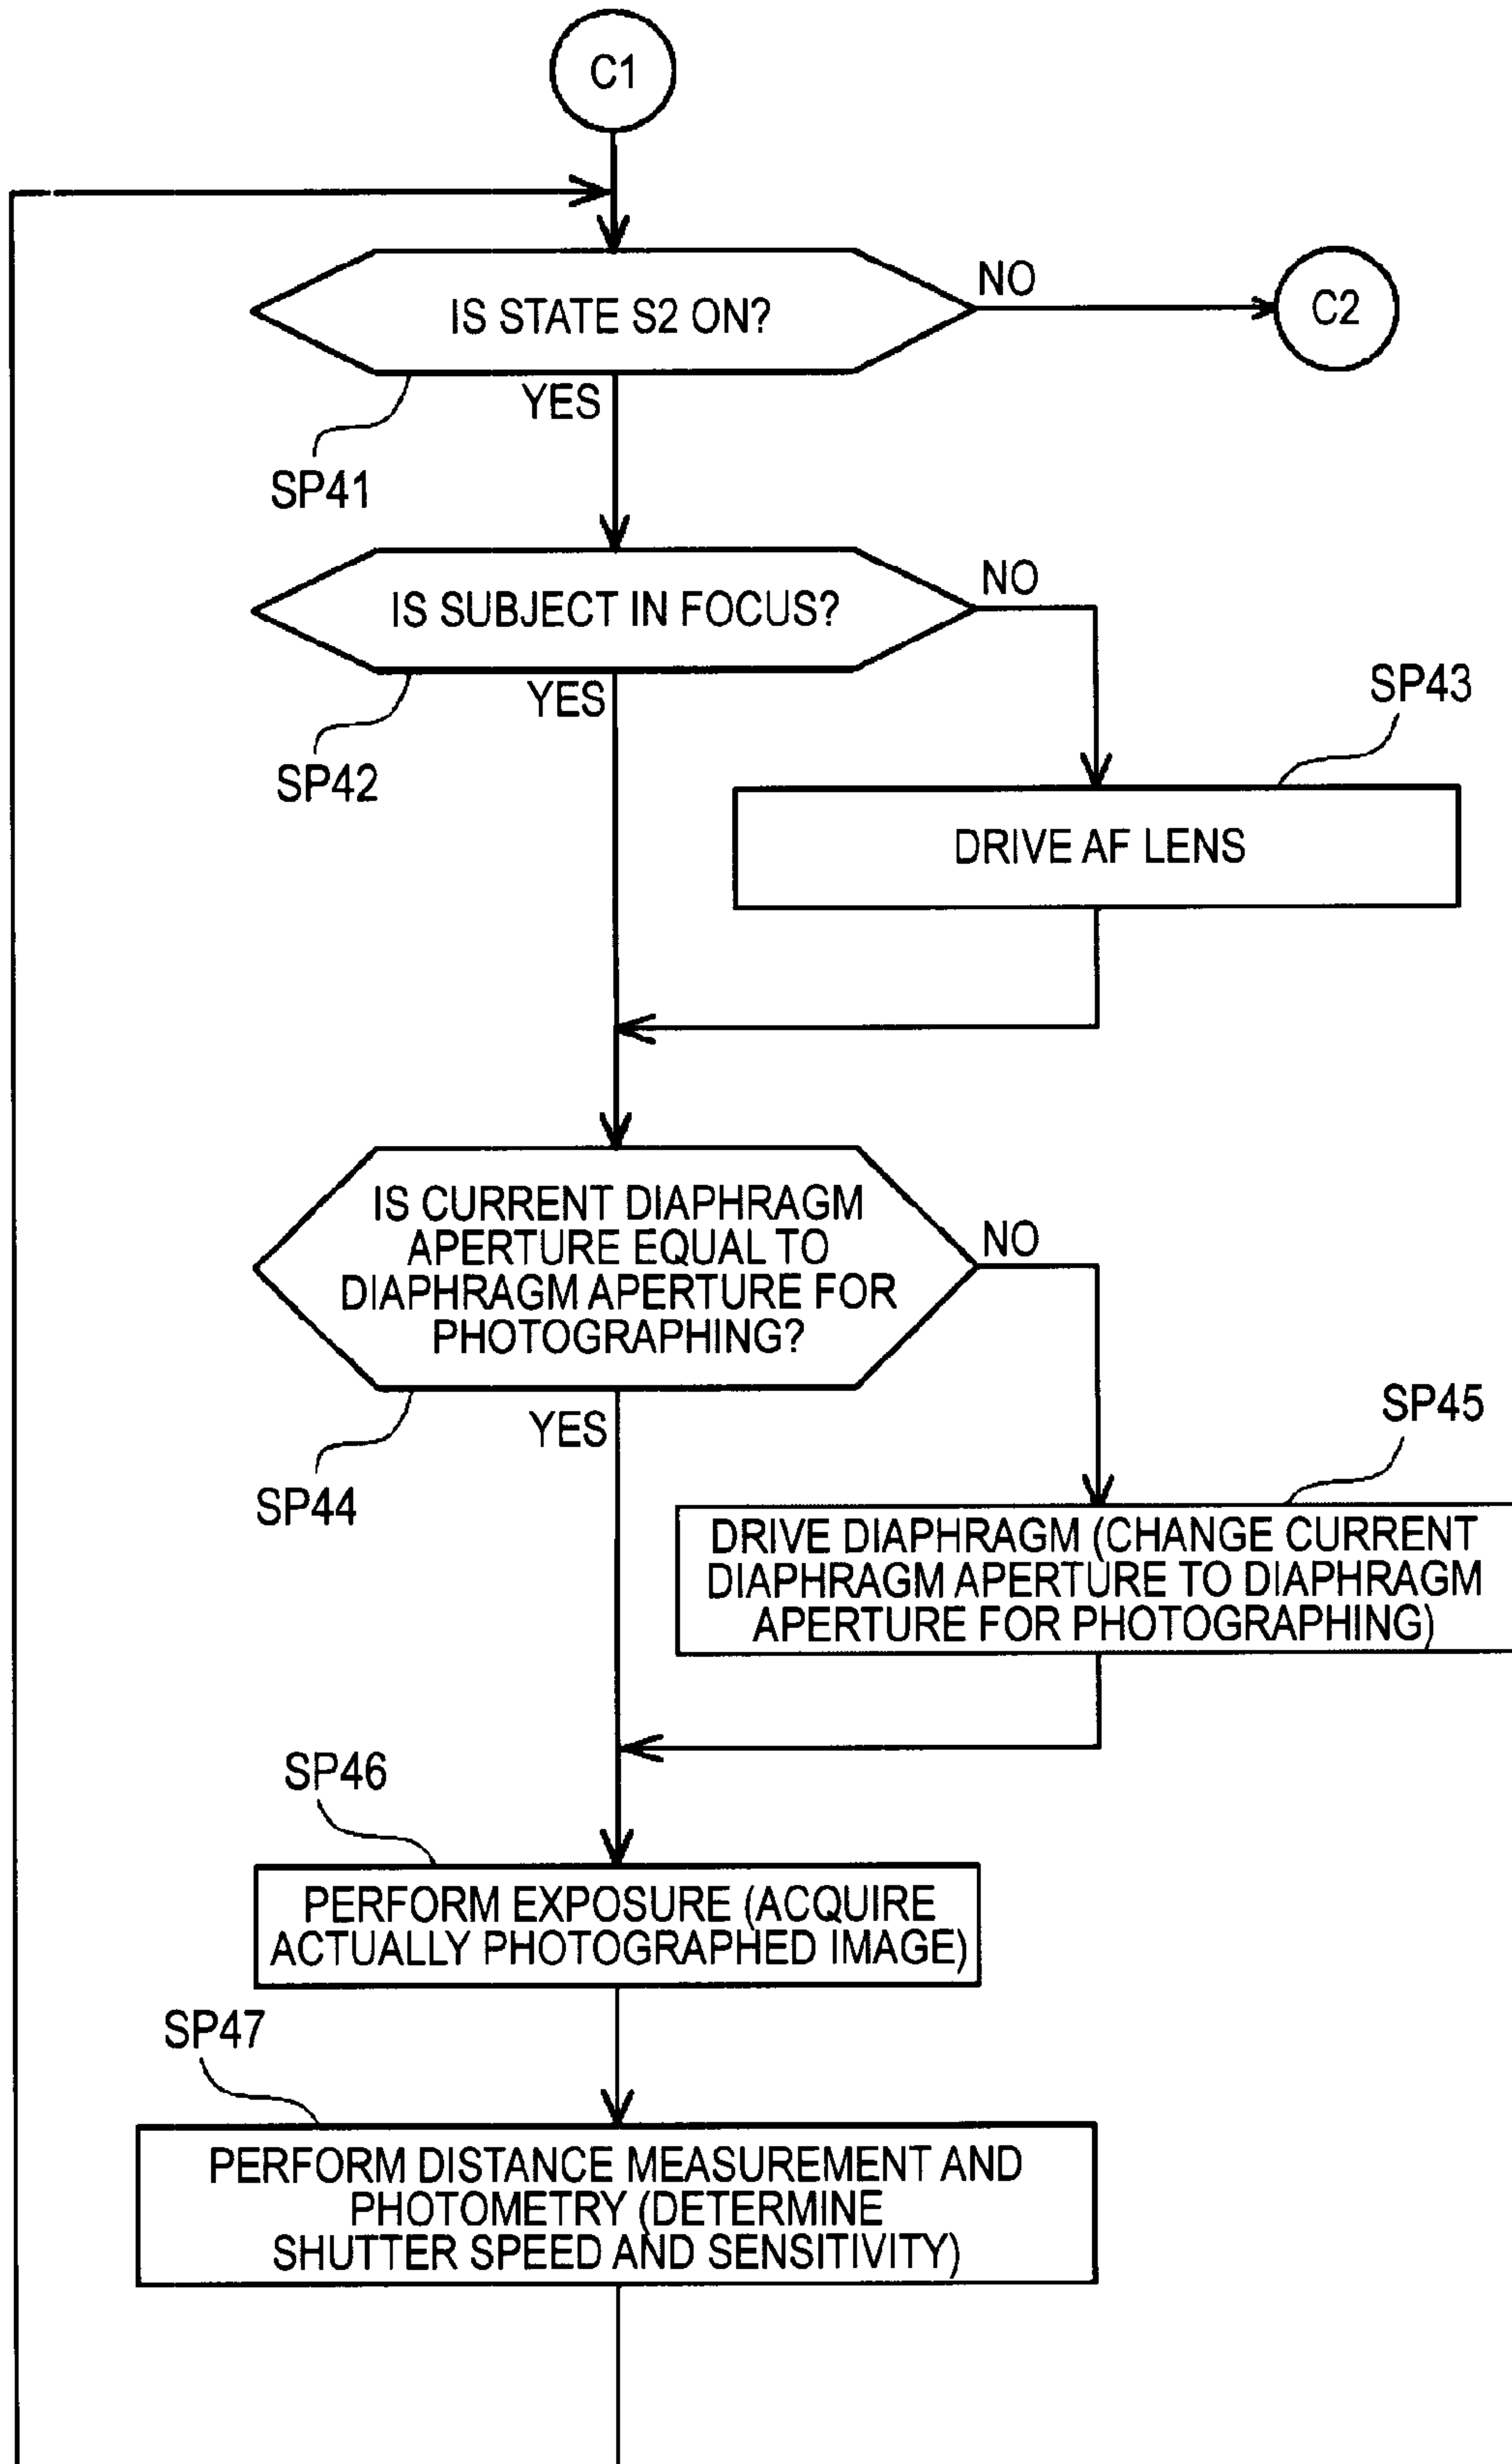 C1
IS STATE S2 ON?
NO
C2
YES
SP41
IS SUBJECT IN FOCUS?
NO
YES
SP42
SP43
DRIVE AF LENS
IS CURRENT DIAPHRAGM
APERTURE EQUAL TO
DIAPHRAGM APERTURE FOR
PHOTOGRAPHING?
NO
YES
SP44
SP45
DRIVE DIAPHRAGM (CHANGE CURRENT
DIAPHRAGM APERTURE TO DIAPHRAGM
APERTURE FOR PHOTOGRAPHING)
SP46
PERFORM EXPOSURE (ACQUIRE
ACTUALLY PHOTOGRAPHED IMAGE)
SP47
PERFORM DISTANCE MEASUREMENT AND
PHOTOMETRY (DETERMINE
SHUTTER SPEED AND SENSITIVITY)